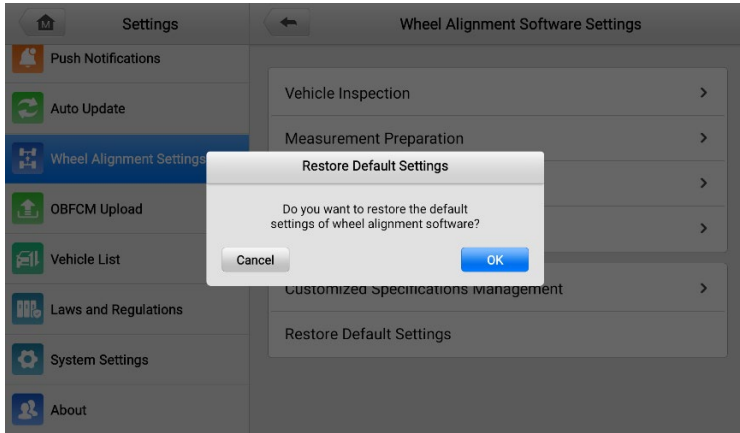 Settings
Wheel Alignment Software Settings
Push Notifications
Auto Update
Wheel Alignment Settings
OBFCM Upload
Vehicle List
Laws and Regulations
System Settings
About
Vehicle Inspection
Measurement Preparation
Restore Default Settings
Do you want to restore the default
settings of wheel alignment software?
Cancel
OK
Customized Specifications Management
Restore Default Settings